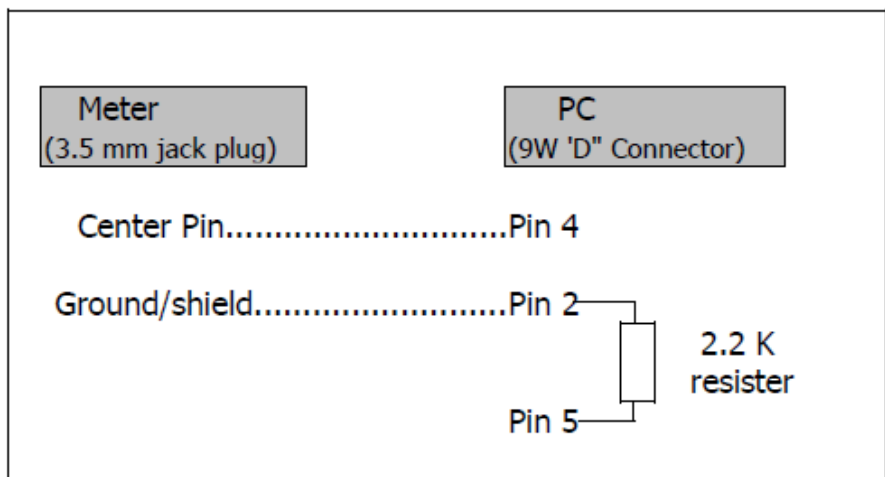 Meter
(3.5 mm jack plug)
PC
(9W 'D" Connector)
Center Pin............................Pin 4
Ground/shield.........................Pin 2
2.2 K
resister
Pin 5